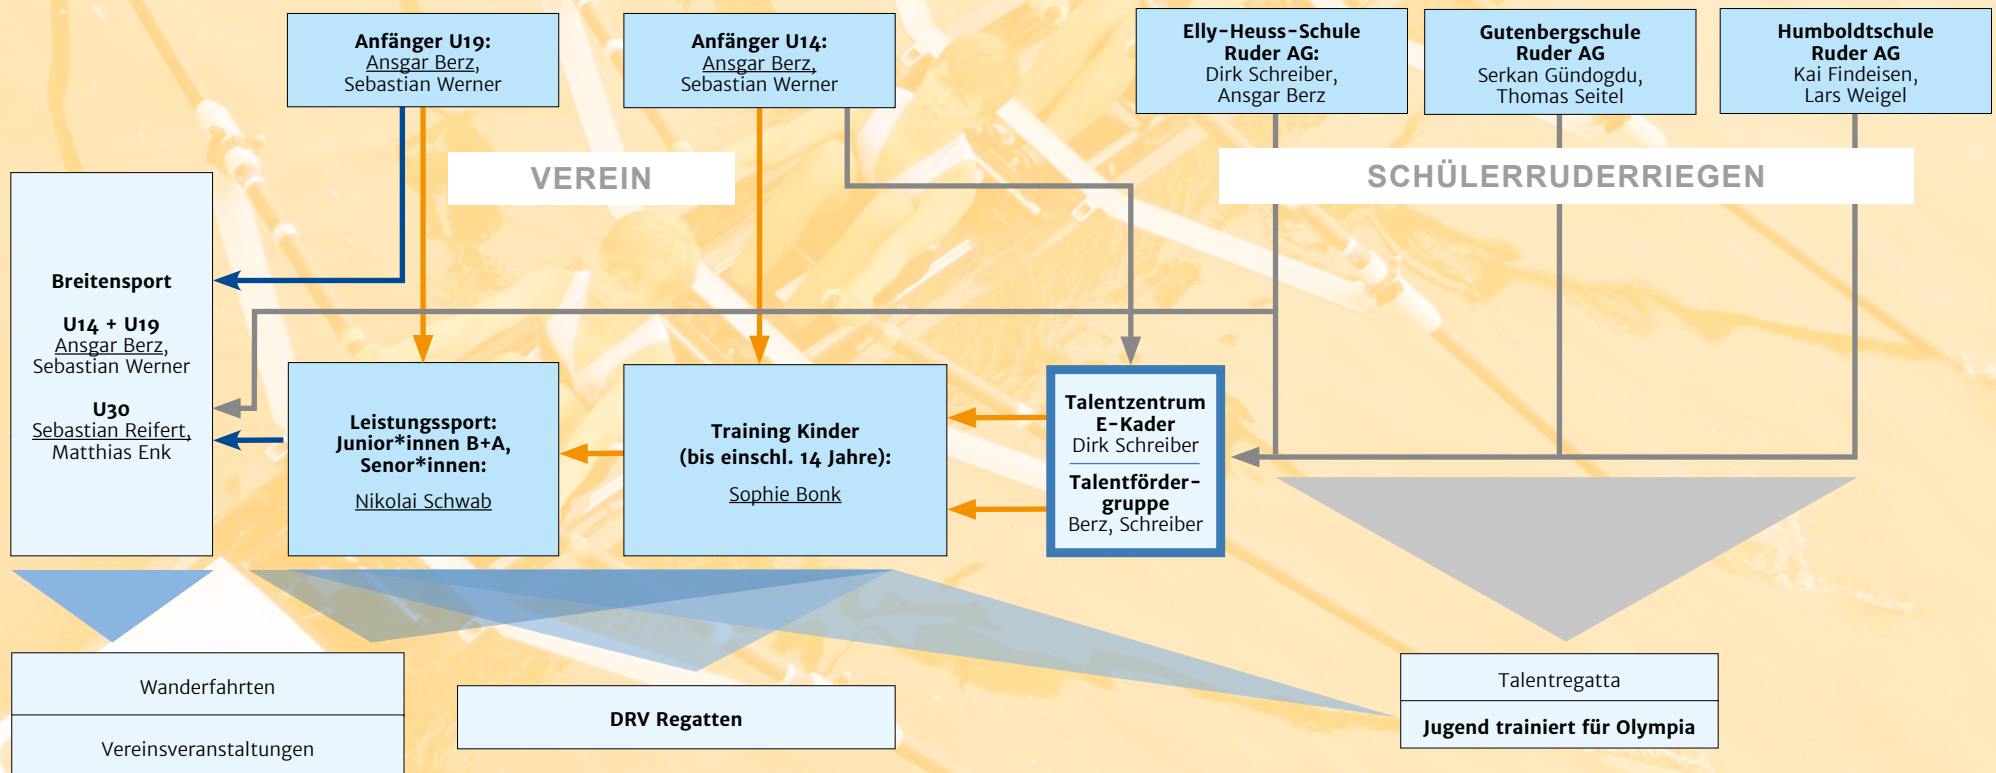 Anfänger U19:
Ansgar Berz,
Sebastian Werner
Anfänger U14:
Ansgar Berz,
Sebastian Werner
Elly-Heuss-Schule
Ruder AG:
Dirk Schreiber,
Ansgar Berz
Gutenbergschule
Ruder AG
Serkan Gündogdu,
Thomas Seitel
Humboldtschule
Ruder AG
Kai Findeisen,
Lars Weigel
VEREIN
SCHÜLERRUDERRIEGEN
Breitensport
U14 + U19
Ansgar Berz,
Sebastian Werner
U30
Sebastian Reifert,
Matthias Enk
Leistungssport:
Junior*innen B+A,
Senor*innen:
Nikolai Schwab
Training Kinder
(bis einschl. 14 Jahre):
Sophie Bonk
Talentzentrum
E-Kader
Dirk Schreiber
Talentförder-
gruppe
Berz, Schreiber
Wanderfahrten
Vereinsveranstaltungen
DRV Regatten
Talentregatta
Jugend trainiert für Olympia